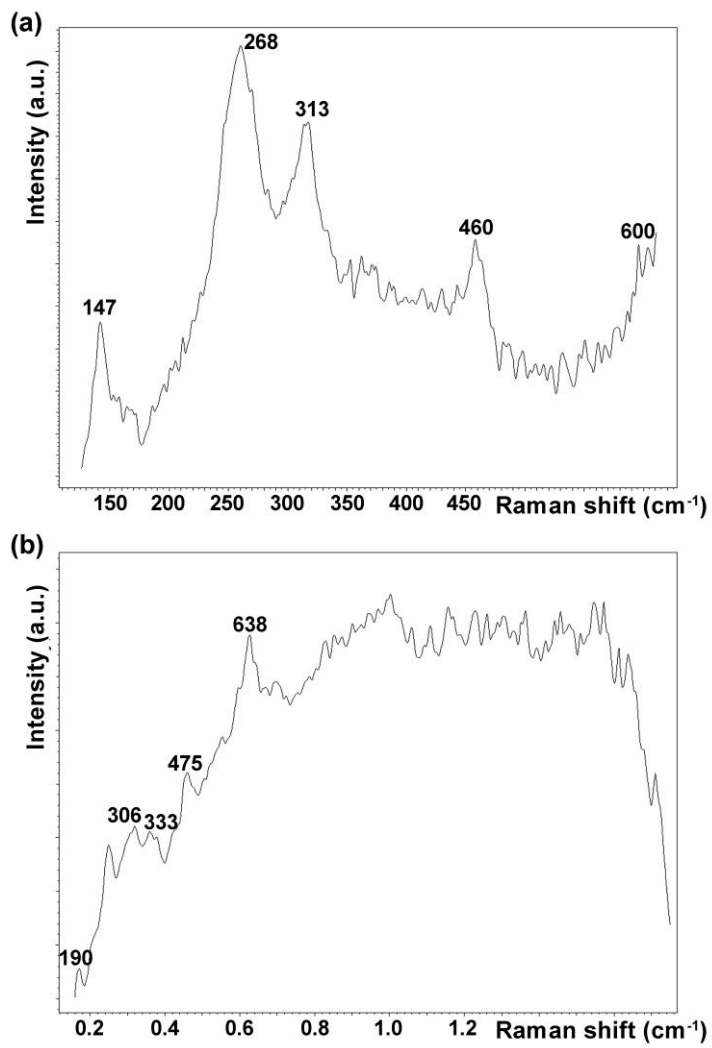 (a)
268
313
460
600
147
Intensity (a.u.)
150 200 250 300 350 400 450 Raman shift (cm⁻¹)
(b)
638
475
306 333
190
Intensity (a.u.)
0.2 0.4 0.6 0.8 1.0 1.2 Raman shift (cm⁻¹)